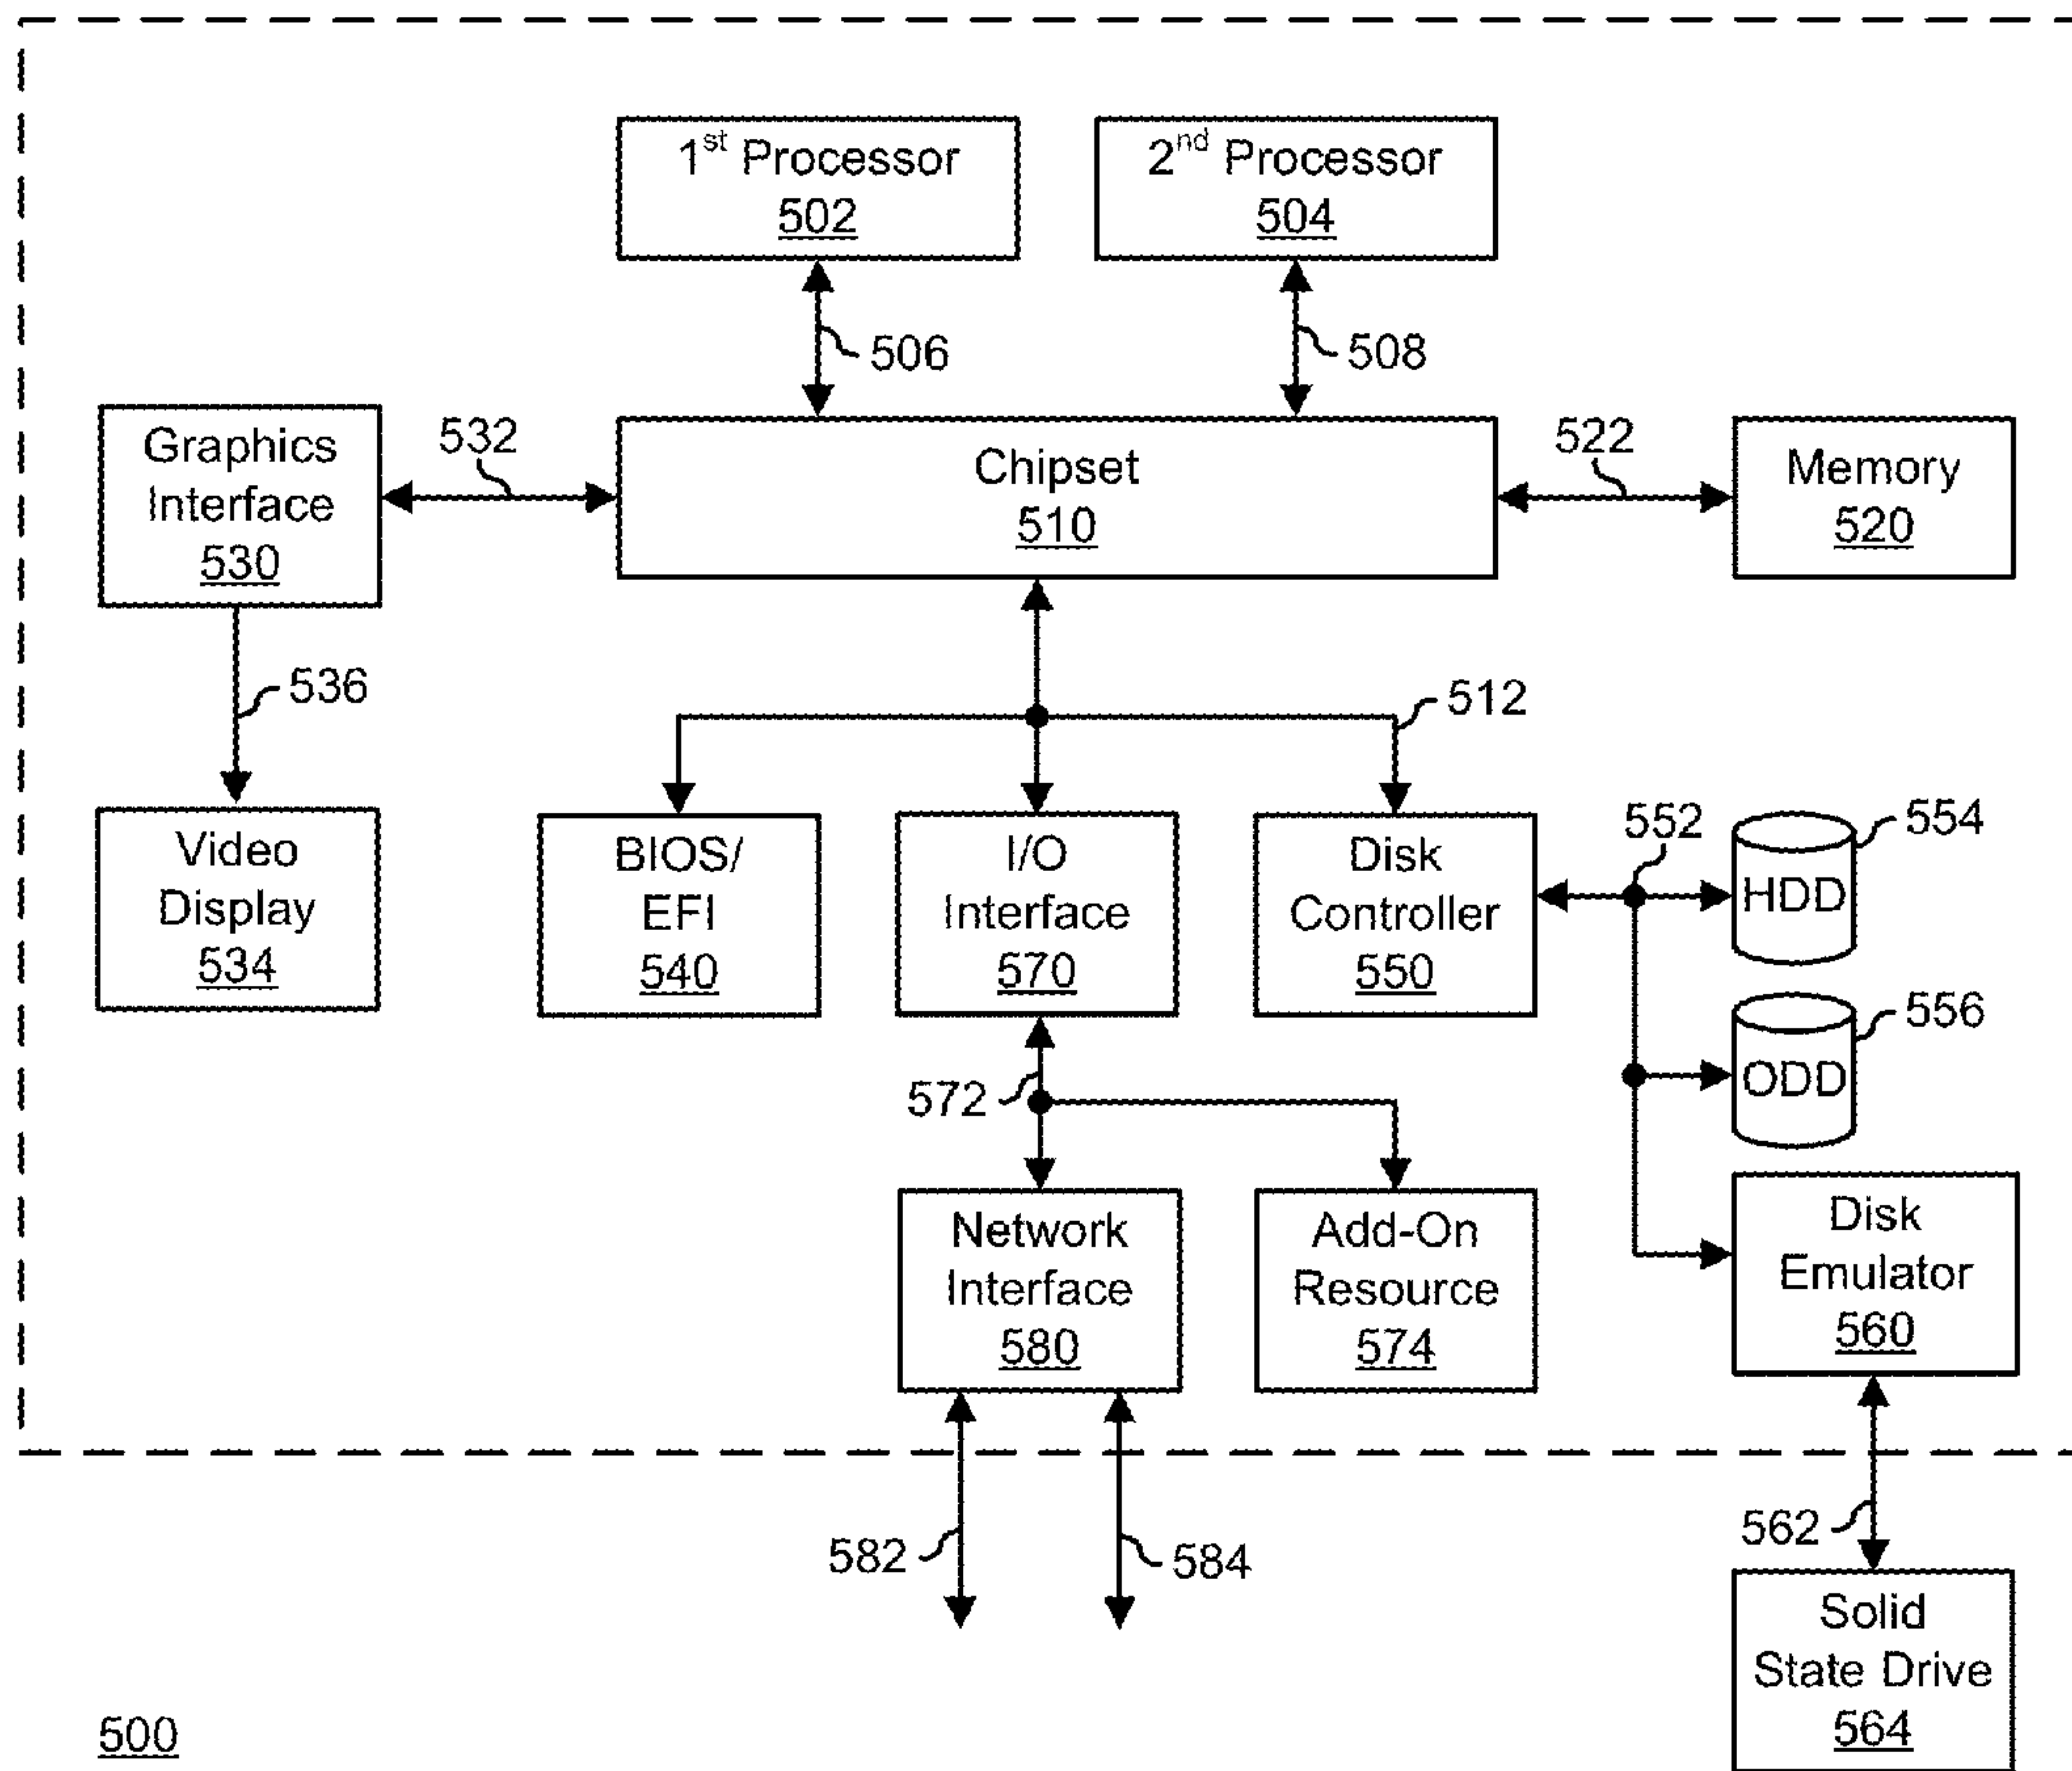 1st Processor
502
2nd Processor
504
506
508
Graphics
Interface
530
532
Chipset
510
522
Memory
520
536
512
Video
Display
534
BIOS/
EFI
540
I/O
Interface
570
Disk
Controller
550
552
554
HDD
556
ODD
572
Network
Interface
580
Add-On
Resource
574
Disk
Emulator
560
582
584
562
Solid
State Drive
564
500